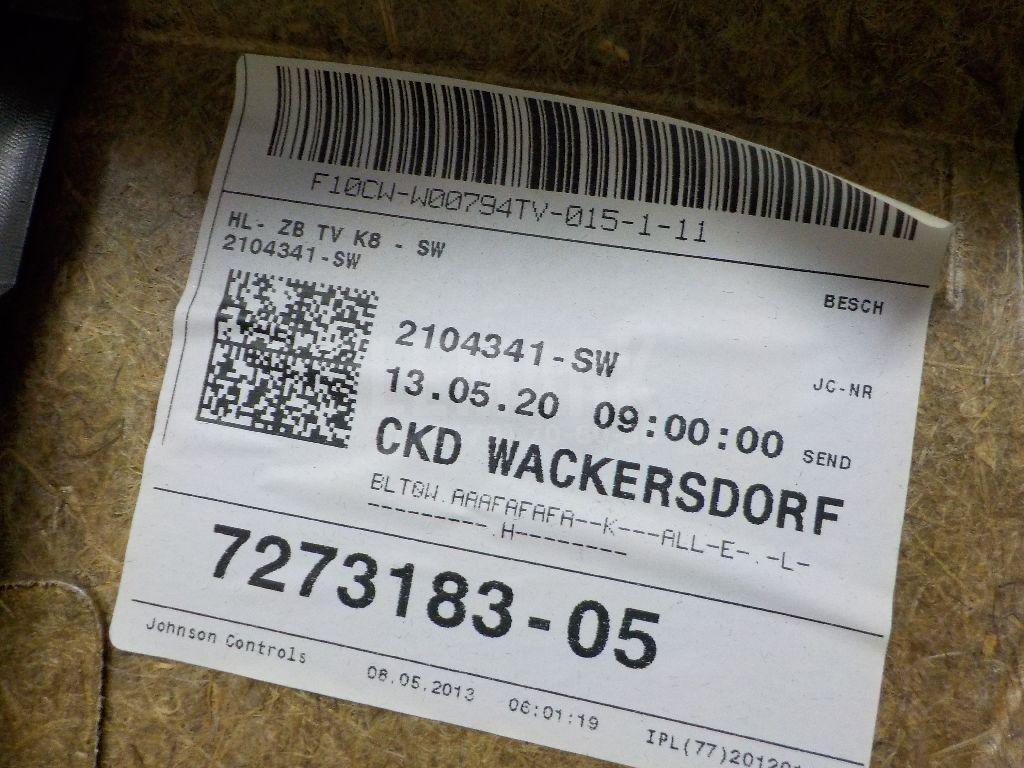 F10CW-W00794TV-015-1-11
HL- ZB TV K8 - SW
2104341-SW
BESCH
2104341-SW
JC-NR
13.05.20 09:00:00
SEND
CKD WACKERSDORF
BLT0W.AAAFAFAFA--K---ALL-E-.-L-
---------.H--------
7273183-05
Johnson Controls
08.05.2013
06:01:19